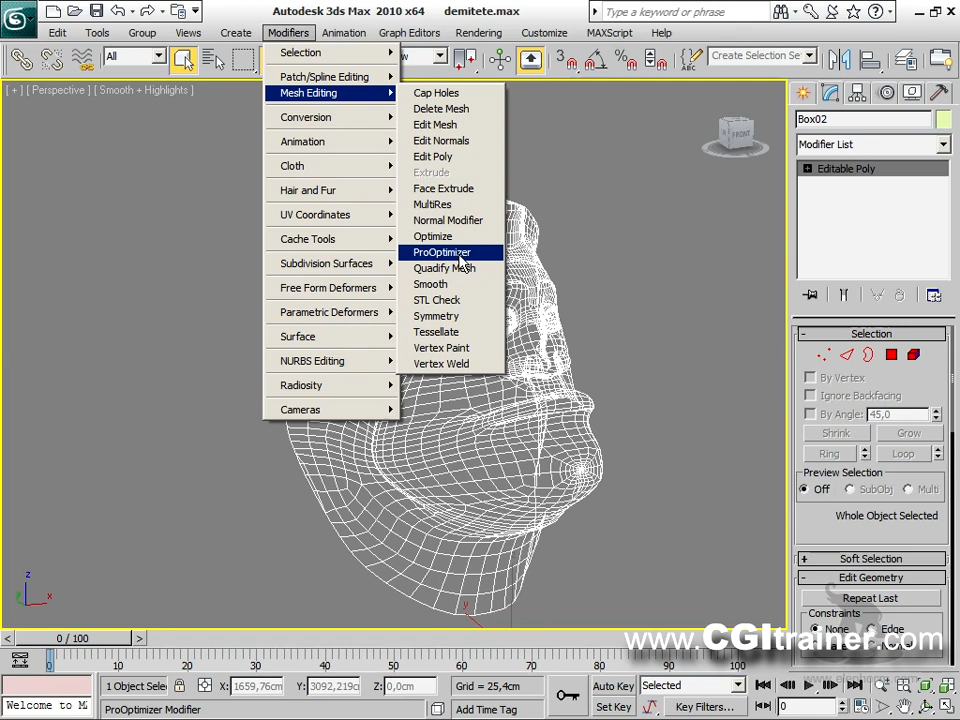 Autodesk 3ds Max 2010 x64 demitete.max
Type a keyword or phrase
Edit Tools Group Views Create Modifiers Animation Graph Editors Rendering Customize MAXScript Help
All
Create Selection Se
[ + ] [ Perspective ] [ Smooth + Highlights ]
Selection
Patch/Spline Editing
Mesh Editing
Conversion
Animation
Cloth
Hair and Fur
UV Coordinates
Cache Tools
Subdivision Surfaces
Free Form Deformers
Parametric Deformers
Surface
NURBS Editing
Radiosity
Cameras
Cap Holes
Delete Mesh
Edit Mesh
Edit Normals
Edit Poly
Extrude
Face Extrude
MultiRes
Normal Modifier
Optimize
ProOptimizer
Quadify Mesh
Smooth
STL Check
Symmetry
Tessellate
Vertex Paint
Vertex Weld
FRONT
Box02
Modifier List
Editable Poly
Selection
By Vertex
Ignore Backfacing
By Angle: 45,0
Shrink Grow
Ring Loop
Preview Selection
Off SubObj Multi
Whole Object Selected
Soft Selection
Edit Geometry
Repeat Last
Constraints
None Edge
www.CGItrainer.com
z
x
y
0 / 100
0 10 20 30 40 50 60 70 80 90 100
1 Object Selec X: 1659,76cm Y: 3092,219c Z: 0,0cm Grid = 25,4cm Auto Key Selected
Welcome to M
ProOptimizer Modifier Add Time Tag Set Key Key Filters... 0